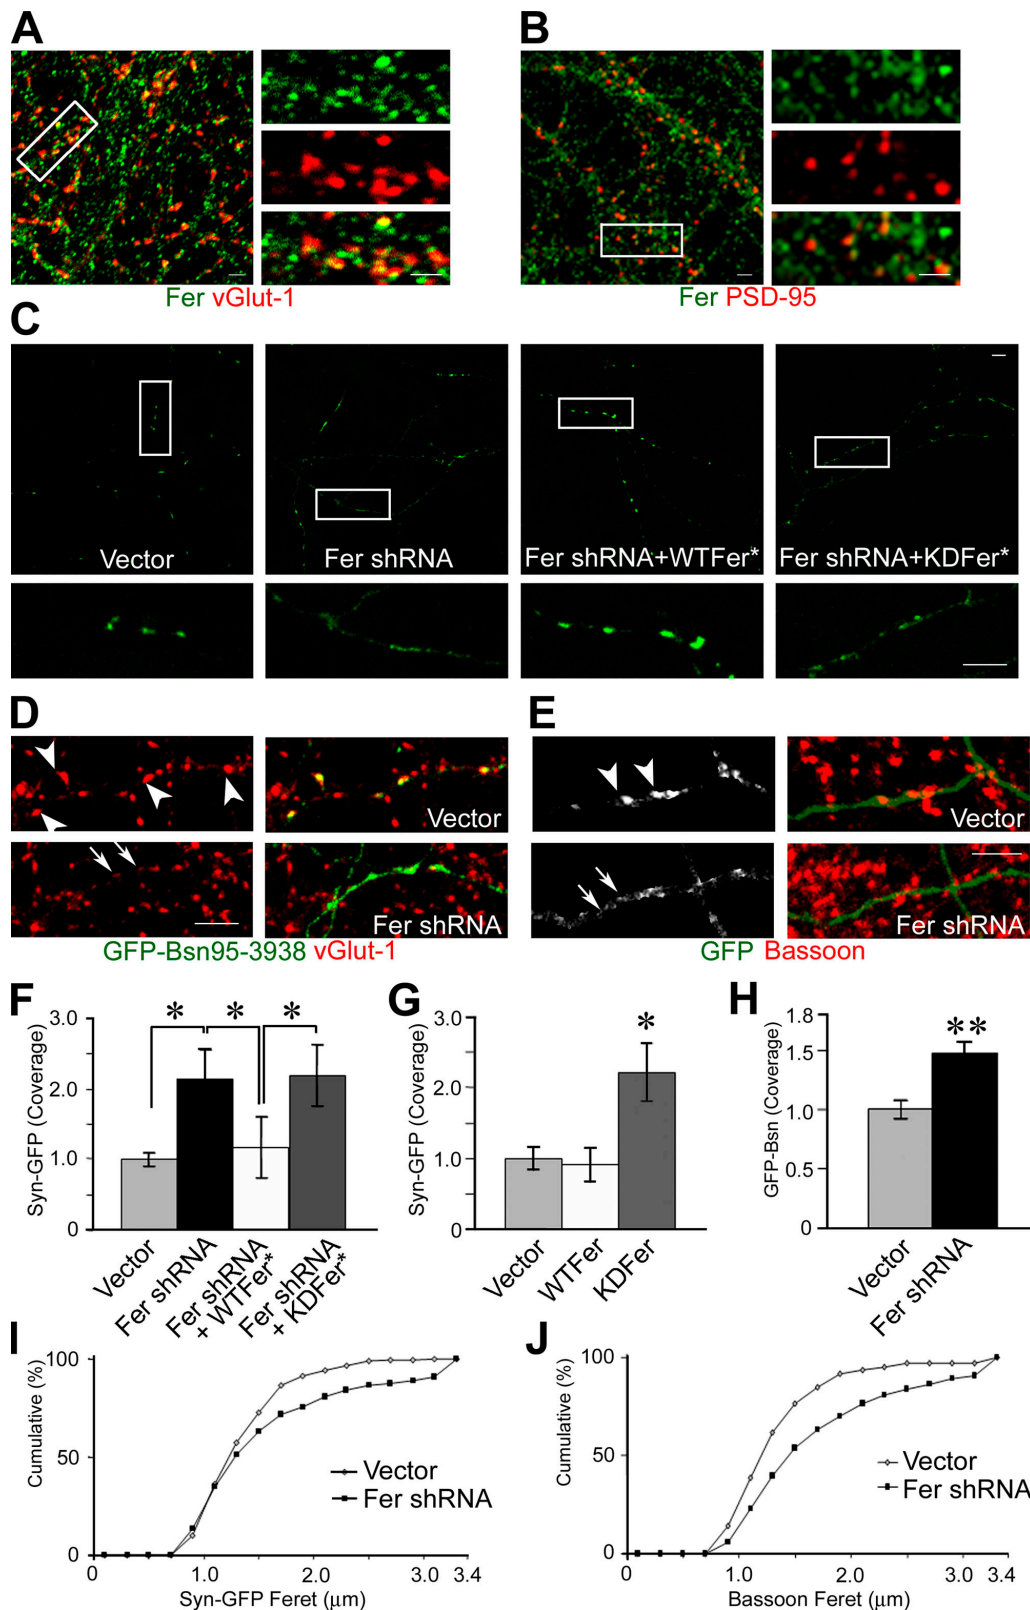 A
B
Fer vGlut-1
Fer PSD-95
C
Vector
Fer shRNA
Fer shRNA+WTFer*
Fer shRNA+KDFer*
D
E
Vector
Vector
Fer shRNA
Fer shRNA
GFP-Bsn95-3938 vGlut-1
GFP Bassoon
F
Syn-GFP (Coverage)
3.0
2.0
1.0
0
*
*
*
Vector
Fer shRNA
Fer shRNA
+ WTFer*
Fer shRNA
+ KDFer*
G
Syn-GFP (Coverage)
3.0
2.0
1.0
0
*
Vector
WTFer
KDFer
H
GFP-Bsn (Coverage)
1.8
1.5
1.0
0.5
0
**
Vector
Fer shRNA
I
Cumulative (%)
100
50
0
Vector
Fer shRNA
0
1.0
2.0
3.0
3.4
Syn-GFP Feret (μm)
J
Cumulative (%)
100
50
0
Vector
Fer shRNA
0
1.0
2.0
3.0
3.4
Bassoon Feret (μm)